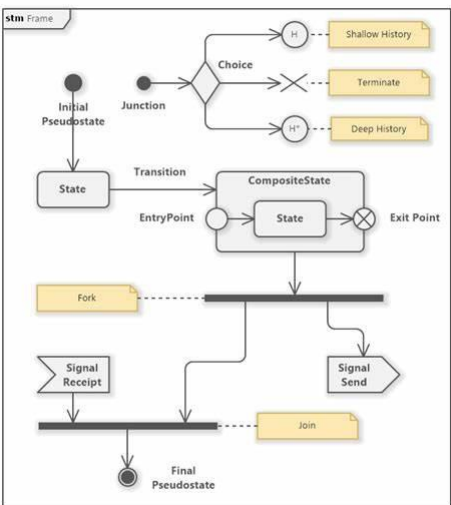 stm Frame
H
Shallow History
Choice
Terminate
Initial
Pseudostate
Junction
H*
Deep History
Transition
State
CompositeState
EntryPoint
State
Exit Point
Fork
Signal
Receipt
Signal
Send
Join
Final
Pseudostate